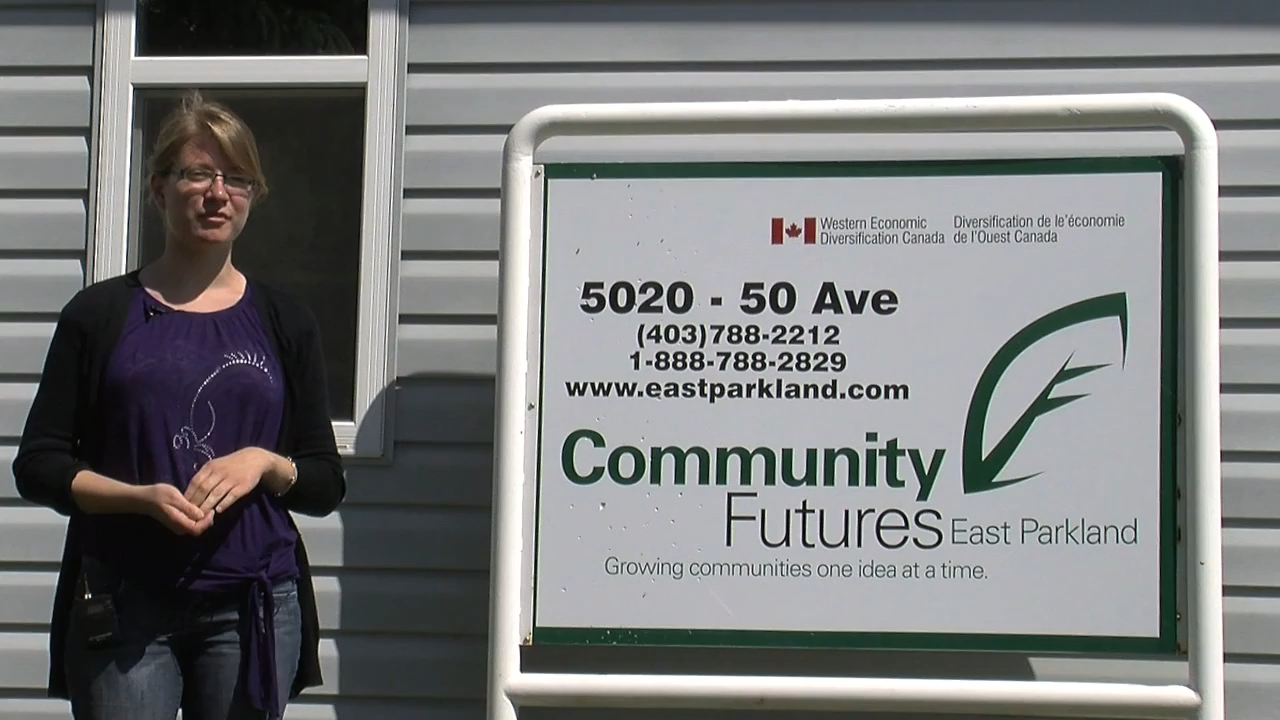 Western Economic Diversification de le'économie
Diversification Canada de l'Ouest Canada
5020 - 50 Ave
(403)788-2212
1-888-788-2829
www.eastparkland.com
Community
Futures East Parkland
Growing communities one idea at a time.